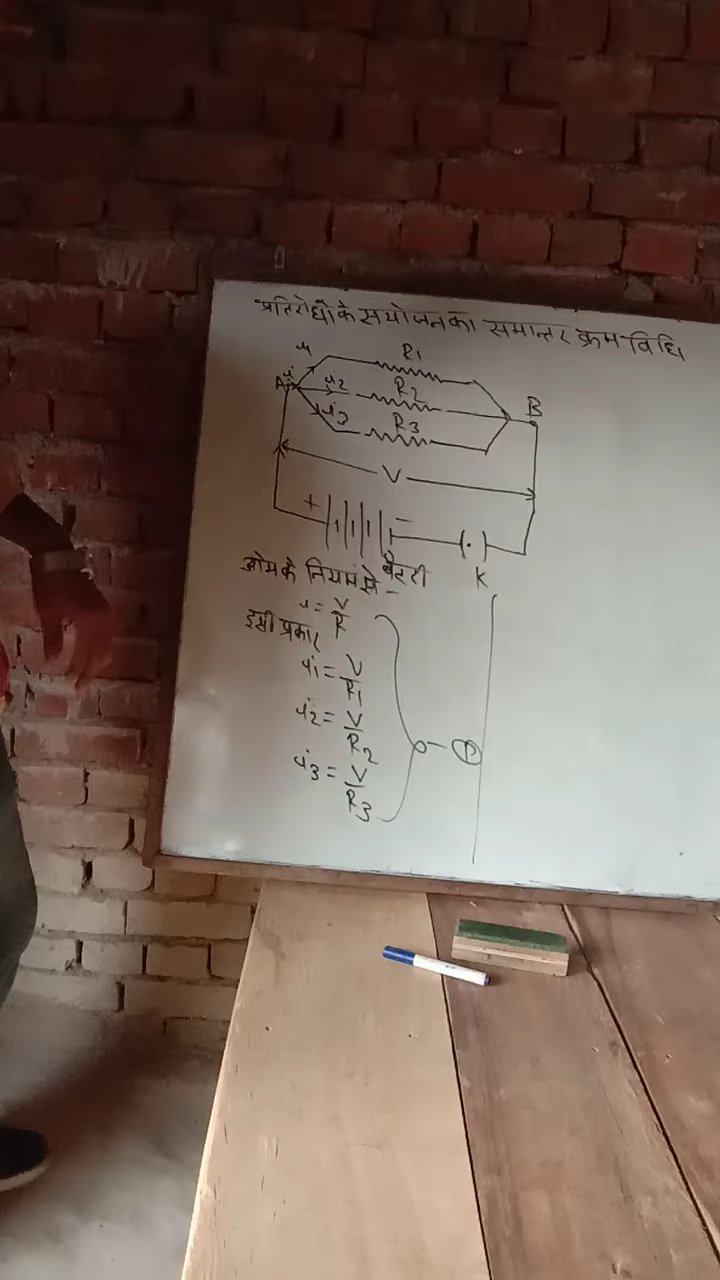 प्रतिरोधो के सयोजन का समान्तर क्रम विधि
i1 R1
A i i2 R2 B
i3 R3
V
+ −
बैटरी K
ओम के नियम से -
i = V/R
इसी प्रकार
i1 = V/R1
i2 = V/R2
i3 = V/R3
— ①